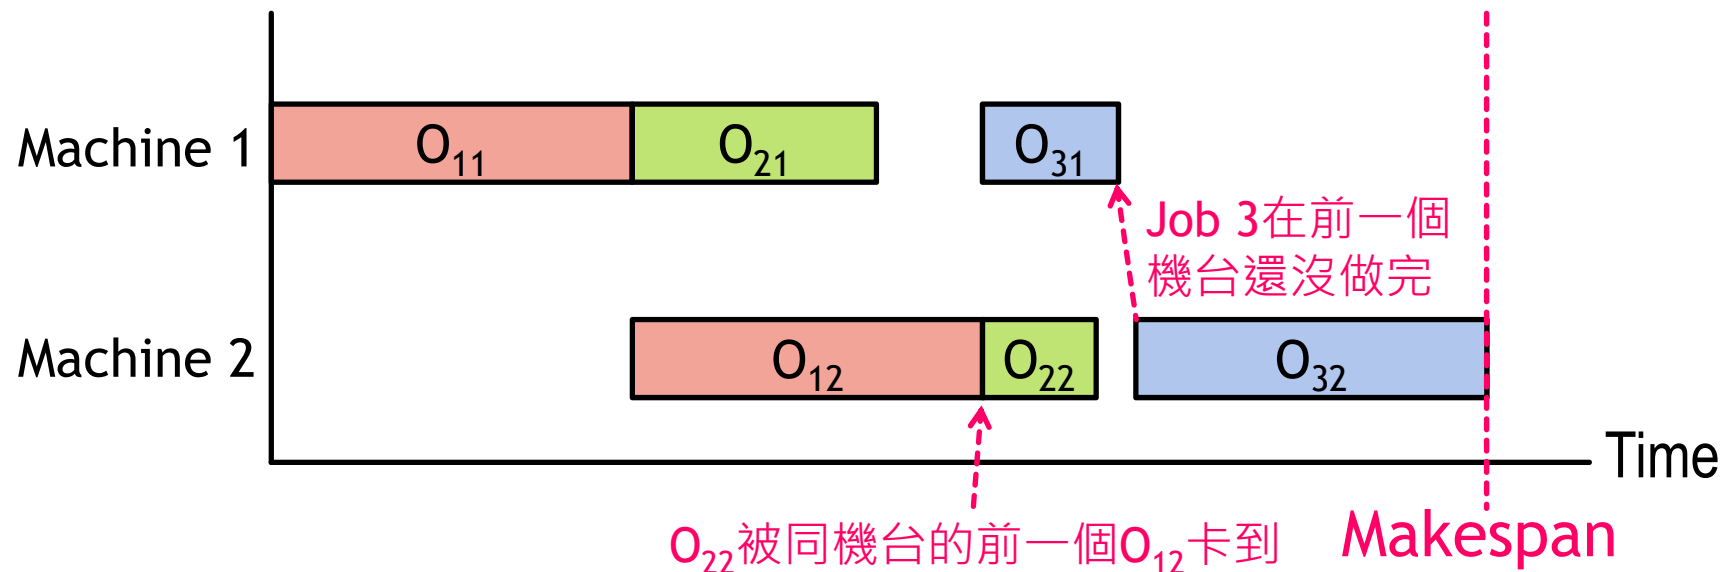 Machine 1
O₁₁
O₂₁
O₃₁
Job 3在前一個
機台還沒做完
Machine 2
O₁₂
O₂₂
O₃₂
Time
O₂₂被同機台的前一個O₁₂卡到
Makespan